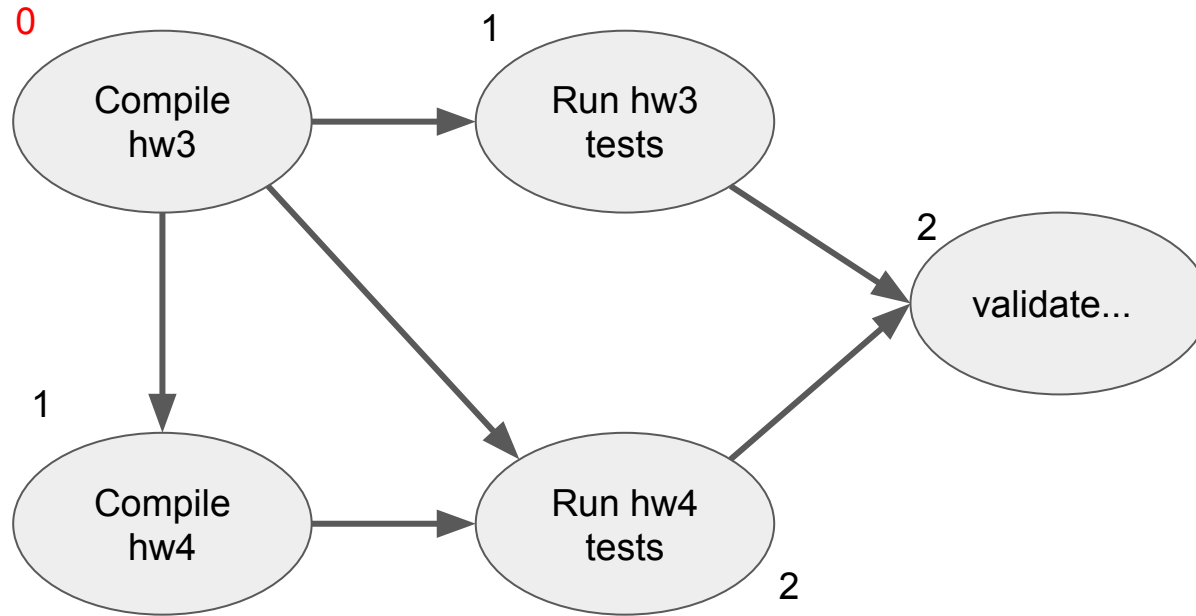 0
Compile
hw3
1
Run hw3
tests
2
validate...
1
Compile
hw4
Run hw4
tests
2